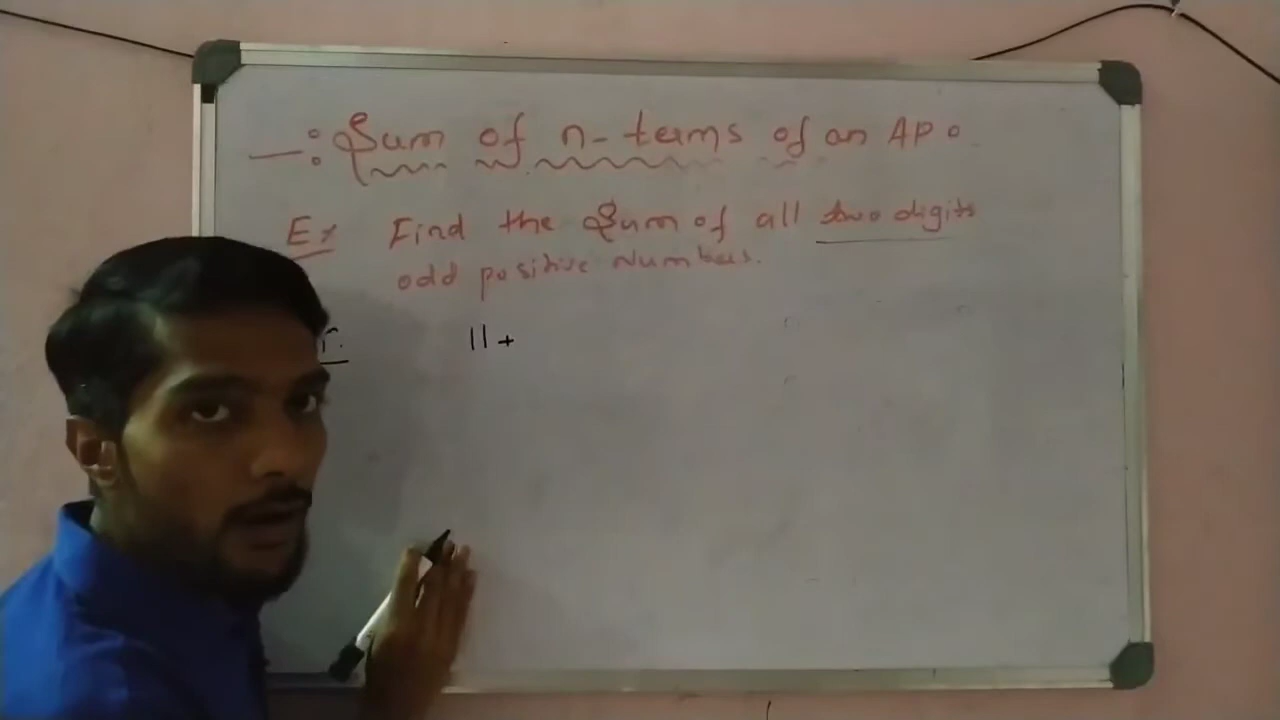 —: Sum of n- terms of an AP o
Ex Find the Sum of all two digits
odd positive Numbers.
11 +